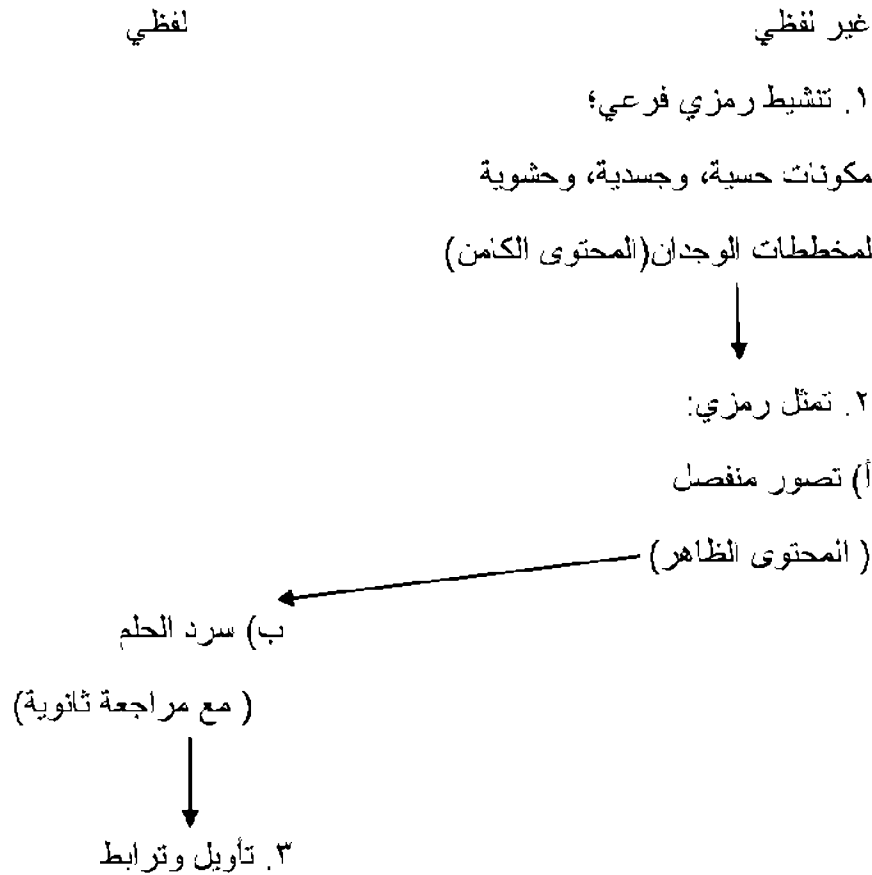 غير لفظي
لفظي
١. تنشيط رمزي فرعي؛
مكونات حسية، وجسدية، وحشوية
لمخططات الوجدان(المحتوى الكامن)
٢. تمثل رمزي:
أ) تصور منفصل
( المحتوى الظاهر)
ب) سرد الحلم
( مع مراجعة ثانوية)
٣. تأويل وترابط